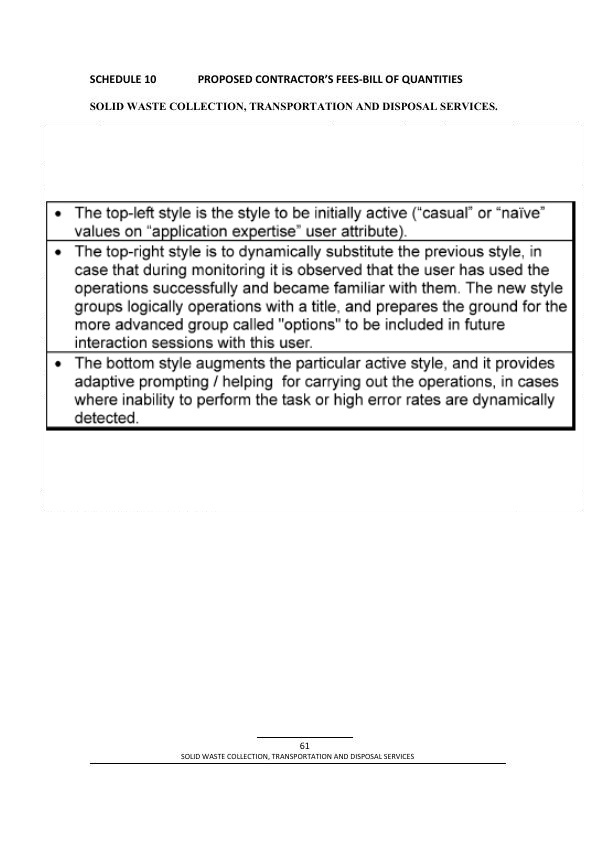 SCHEDULE 10 PROPOSED CONTRACTOR'S FEES-BILL OF QUANTITIES
SOLID WASTE COLLECTION, TRANSPORTATION AND DISPOSAL SERVICES.
• The top-left style is the style to be initially active ("casual" or "naïve"
values on "application expertise" user attribute).
• The top-right style is to dynamically substitute the previous style, in
case that during monitoring it is observed that the user has used the
operations successfully and became familiar with them. The new style
groups logically operations with a title, and prepares the ground for the
more advanced group called "options" to be included in future
interaction sessions with this user.
• The bottom style augments the particular active style, and it provides
adaptive prompting / helping for carrying out the operations, in cases
where inability to perform the task or high error rates are dynamically
detected.
61
SOLID WASTE COLLECTION, TRANSPORTATION AND DISPOSAL SERVICES